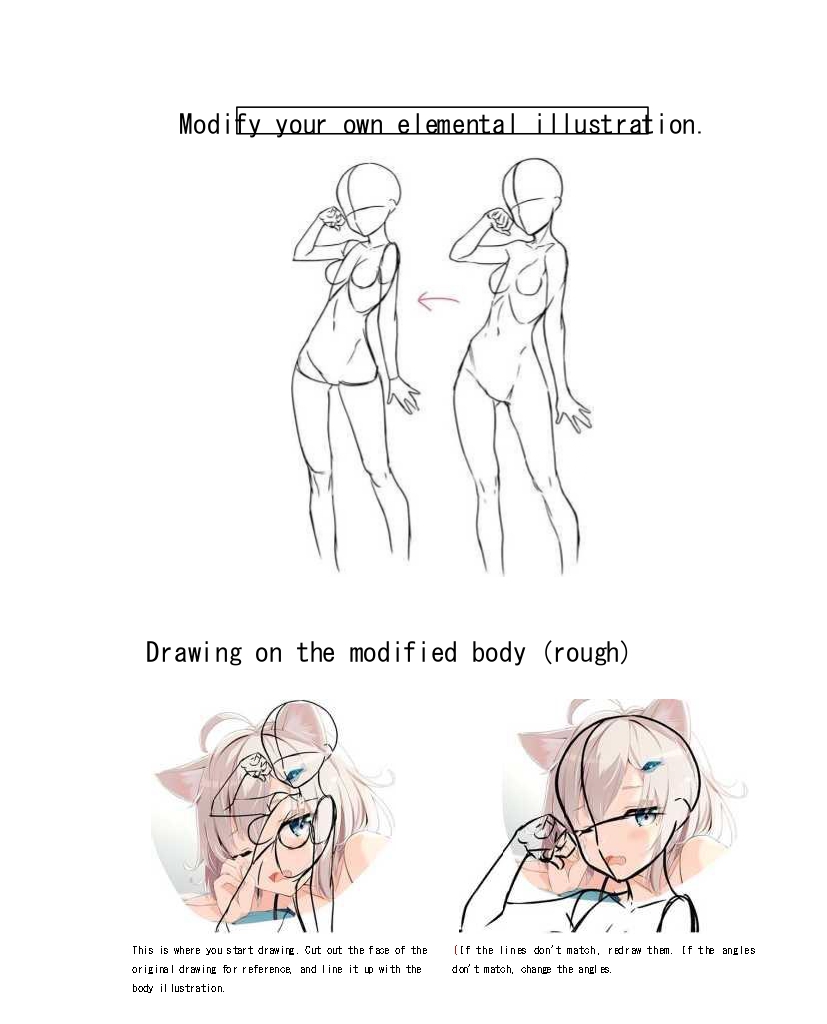 Modify your own elemental illustration.
Drawing on the modified body (rough)
This is where you start drawing. Cut out the face of the
original drawing for reference, and line it up with the
body illustration.
(If the lines don't match, redraw them. If the angles
don't match, change the angles.